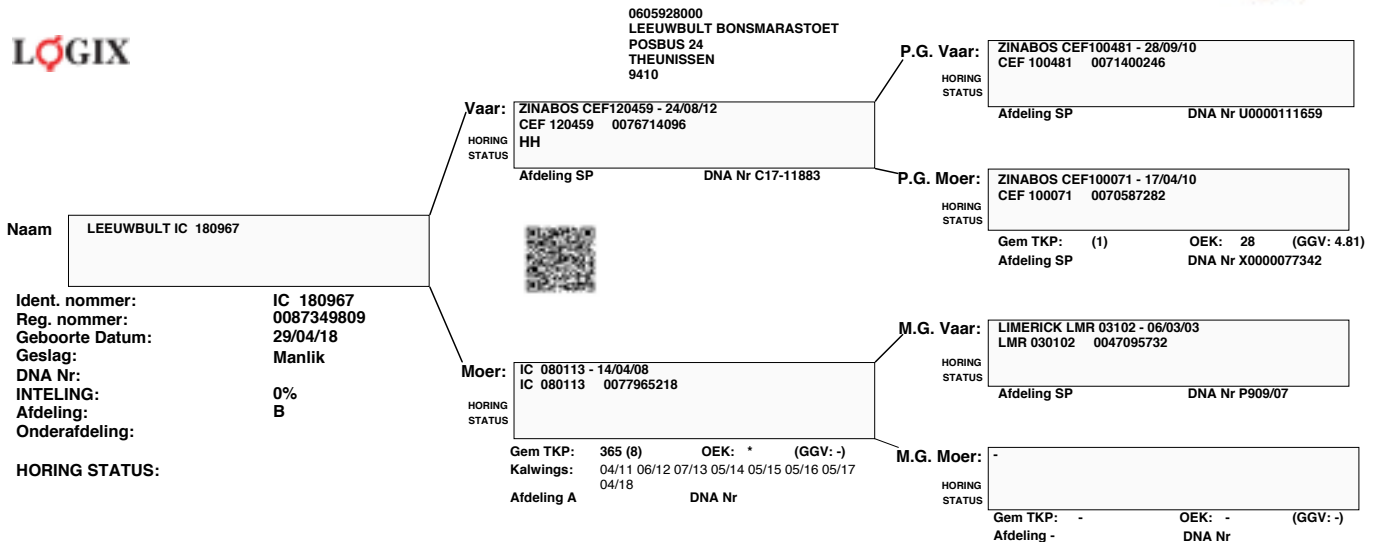 LOGIX
0605928000
LEEUWBULT BONSMARASTOET
POSBUS 24
THEUNISSEN
9410
Naam LEEUWBULT IC 180967
Ident. nommer: IC 180967
Reg. nommer: 0087349809
Geboorte Datum: 29/04/18
Geslag: Manlik
DNA Nr:
INTELING: 0%
Afdeling: B
Onderafdeling:
HORING STATUS:
Vaar: ZINABOS CEF120459 - 24/08/12
CEF 120459 0076714096
HORING STATUS HH
Afdeling SP DNA Nr C17-11883
Moer: IC 080113 - 14/04/08
IC 080113 0077965218
HORING
STATUS
Gem TKP: 365 (8) OEK: * (GGV: -)
Kalwings: 04/11 06/12 07/13 05/14 05/15 05/16 05/17
04/18
Afdeling A DNA Nr
P.G. Vaar: ZINABOS CEF100481 - 28/09/10
CEF 100481 0071400246
HORING
STATUS
Afdeling SP DNA Nr U0000111659
P.G. Moer: ZINABOS CEF100071 - 17/04/10
CEF 100071 0070587282
HORING
STATUS
Gem TKP: (1) OEK: 28 (GGV: 4.81)
Afdeling SP DNA Nr X0000077342
M.G. Vaar: LIMERICK LMR 03102 - 06/03/03
LMR 030102 0047095732
HORING
STATUS
Afdeling SP DNA Nr P909/07
M.G. Moer: -
HORING
STATUS
Gem TKP: - OEK: - (GGV: -)
Afdeling - DNA Nr